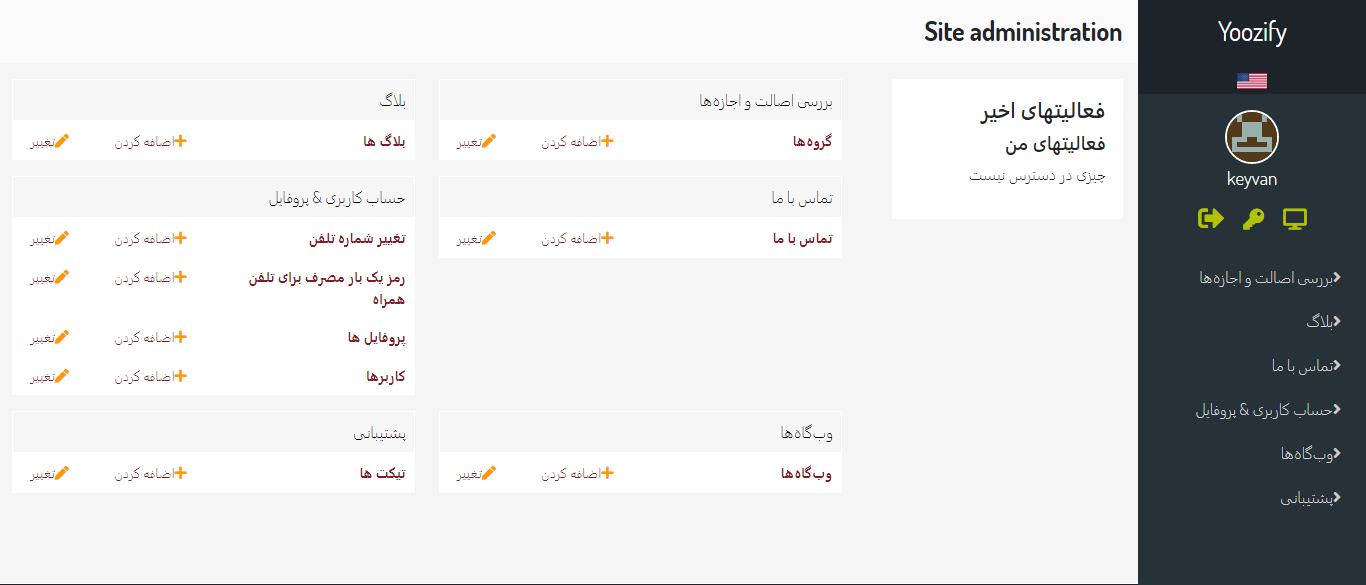 Yoozify
keyvan
بررسی اصالت و اجازه‌ها
بلاگ
تماس با ما
حساب کاربری & پروفایل
وب‌گاه‌ها
پشتیبانی
Site administration
فعالیتهای اخیر
فعالیتهای من
چیزی در دسترس نیست
بررسی اصالت و اجازه‌ها
گروه‌ها اضافه کردن تغییر
بلاگ
بلاگ ها اضافه کردن تغییر
تماس با ما
تماس با ما اضافه کردن تغییر
حساب کاربری & پروفایل
تغییر شماره تلفن اضافه کردن تغییر
رمز یک بار مصرف برای تلفن اضافه کردن تغییر
همراه
پروفایل ها اضافه کردن تغییر
کاربرها اضافه کردن تغییر
وب‌گاه‌ها
وب‌گاه‌ها اضافه کردن تغییر
پشتیبانی
تیکت ها اضافه کردن تغییر